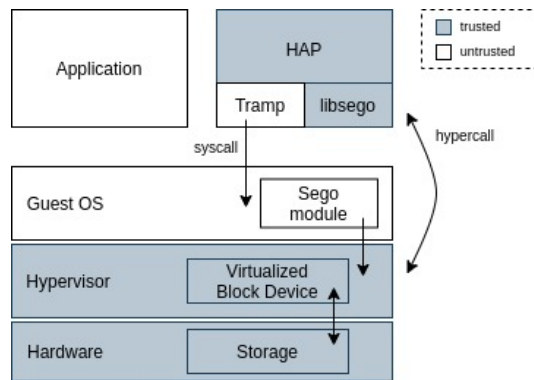 trusted
untrusted
Application
HAP
Tramp
libsego
syscall
hypercall
Guest OS
Sego
module
Hypervisor
Virtualized
Block Device
Hardware
Storage